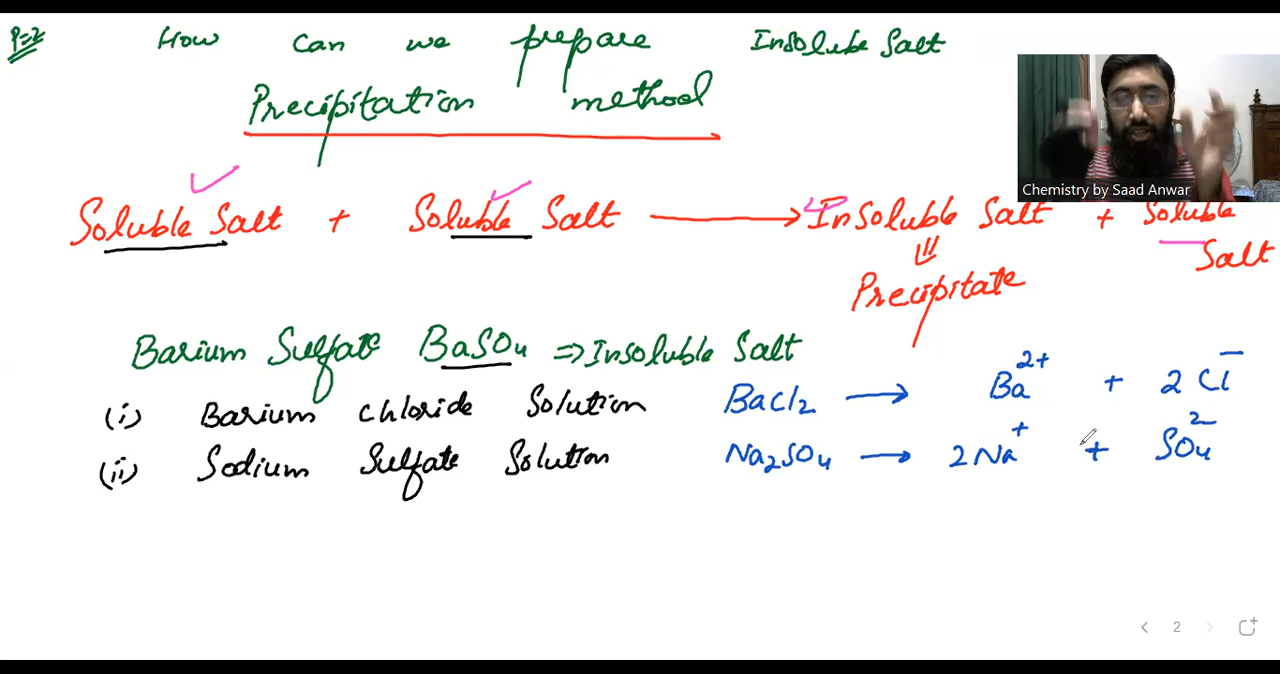 P=2
How can we prepare Insoluble Salt
Precipitation method
Chemistry by Saad Anwar
Soluble Salt + Soluble Salt → Insoluble Salt + Soluble Salt
Precipitate
Barium Sulfate BaSO4 ⇒ Insoluble Salt
(i) Barium Chloride Solution BaCl2 → Ba2+ + 2Cl−
(ii) Sodium Sulfate Solution Na2SO4 → 2Na+ + SO42−
2